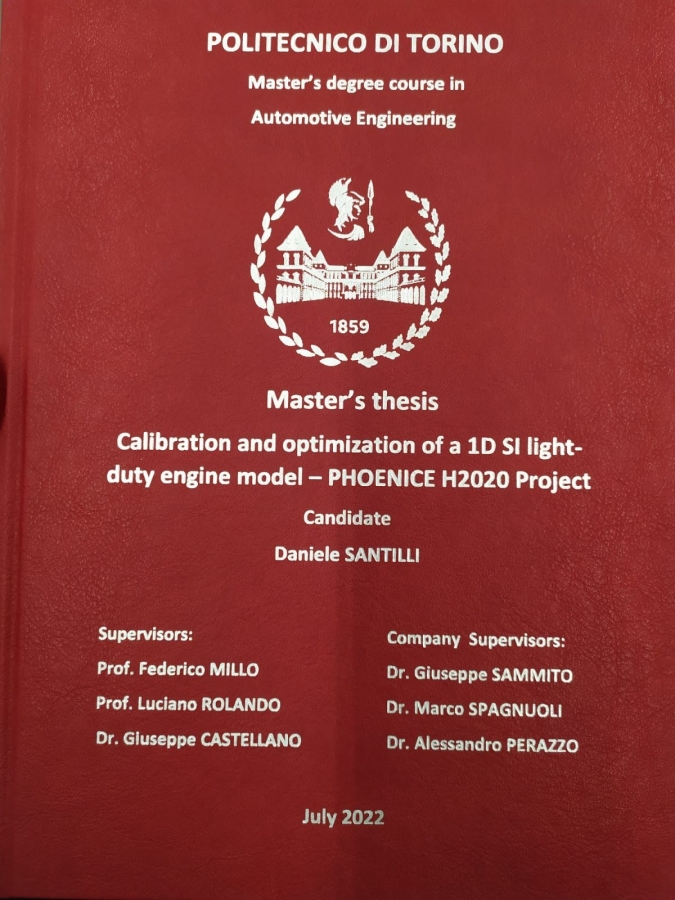 POLITECNICO DI TORINO
Master's degree course in
Automotive Engineering
1859
Master's thesis
Calibration and optimization of a 1D SI light-
duty engine model – PHOENICE H2020 Project
Candidate
Daniele SANTILLI
Supervisors:
Prof. Federico MILLO
Prof. Luciano ROLANDO
Dr. Giuseppe CASTELLANO
Company Supervisors:
Dr. Giuseppe SAMMITO
Dr. Marco SPAGNUOLI
Dr. Alessandro PERAZZO
July 2022